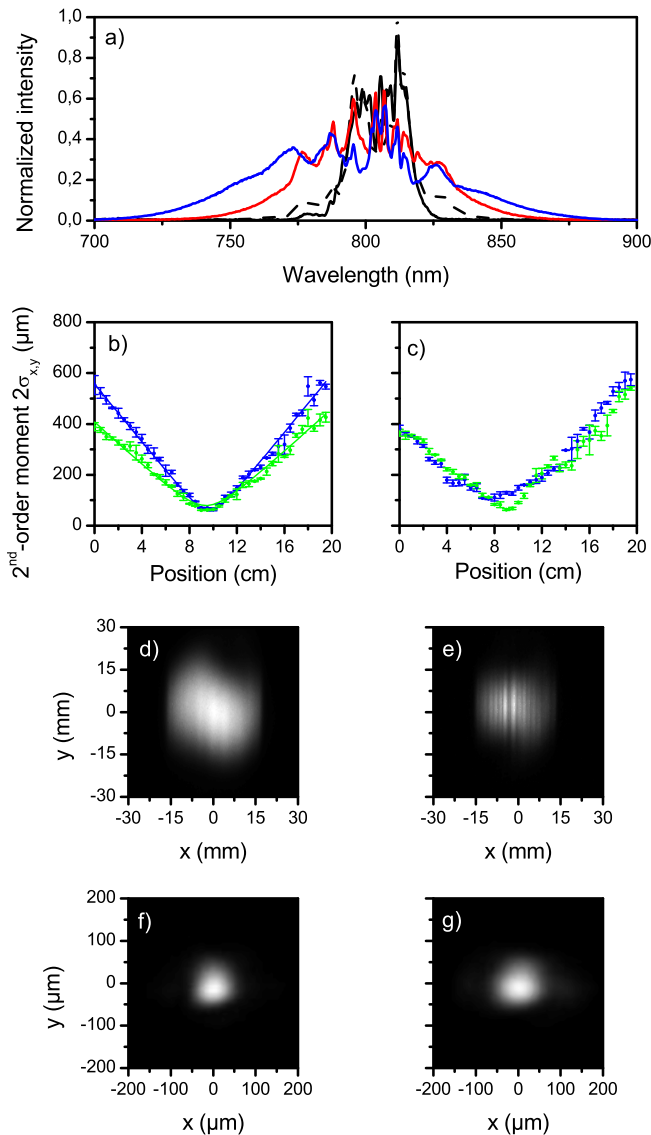 a)
Normalized intensity
1,0
0,8
0,6
0,4
0,2
0,0
700 750 800 850 900
Wavelength (nm)
2nd-order moment 2σx,y (µm)
800
600
400
200
0
b)
c)
0 4 8 12 16 20
0 4 8 12 16 20
Position (cm)
Position (cm)
d)
e)
y (mm)
30
15
0
-15
-30
-30 -15 0 15 30
-30 -15 0 15 30
x (mm)
x (mm)
f)
g)
y (µm)
200
100
0
-100
-200
-200 -100 0 100 200
-200 -100 0 100 200
x (µm)
x (µm)